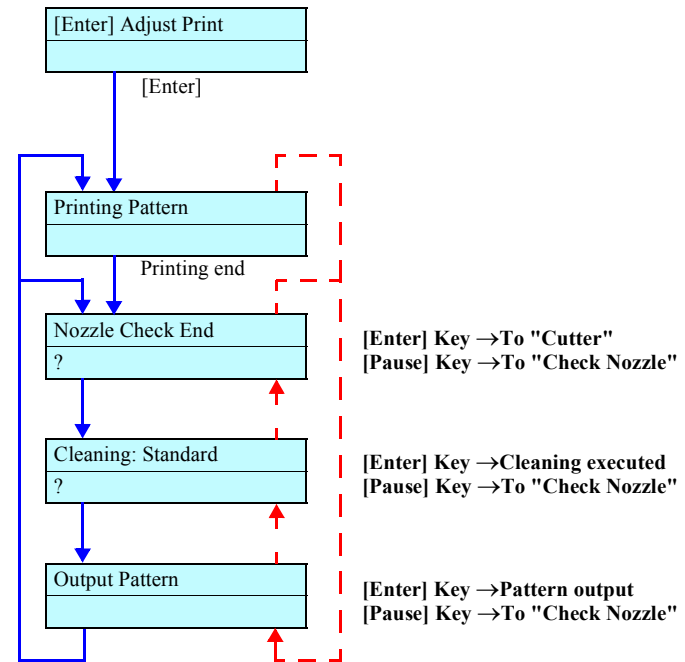 [Enter] Adjust Print
[Enter]
Printing Pattern
Printing end
Nozzle Check End
?
[Enter] Key →To "Cutter"
[Pause] Key →To "Check Nozzle"
Cleaning: Standard
?
[Enter] Key →Cleaning executed
[Pause] Key →To "Check Nozzle"
Output Pattern
[Enter] Key →Pattern output
[Pause] Key →To "Check Nozzle"